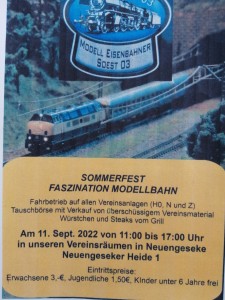 MODELL EISENBAHNER
SOEST 03
SOMMERFEST
FASZINATION MODELLBAHN
Fahrbetrieb auf allen Vereinsanlagen (H0, N und Z)
Tauschbörse mit Verkauf von überschüssigem Vereinsmaterial
Würstchen und Steaks vom Grill
Am 11. Sept. 2022 von 11:00 bis 17:00 Uhr
in unseren Vereinsräumen in Neuengeseke
Neuengeseker Heide 1
Eintrittspreise:
Erwachsene 3,-€, Jugendliche 1,50€, KInder unter 6 Jahre frei